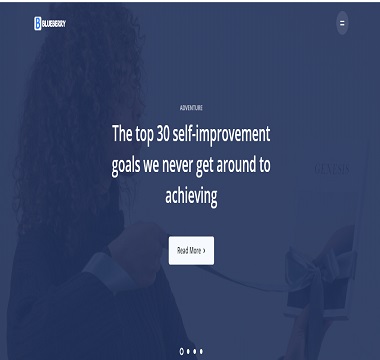 BLUEBERRY
ADVENTURE
The top 30 self-improvement
goals we never get around to
achieving
Read More ›
GENESIS